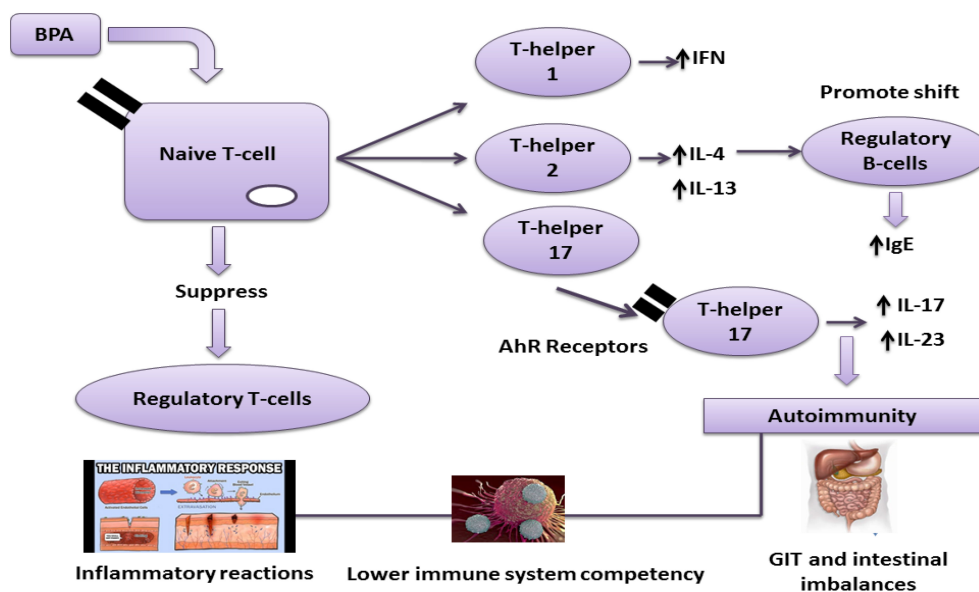 BPA
Naive T-cell
Suppress
Regulatory T-cells
T-helper
1
IFN
T-helper
2
IL-4
IL-13
Promote shift
Regulatory
B-cells
IgE
T-helper
17
AhR Receptors
T-helper
17
IL-17
IL-23
Autoimmunity
THE INFLAMMATORY RESPONSE
EXTRAVASATION
Inflammatory reactions
Lower immune system competency
GIT and intestinal
imbalances